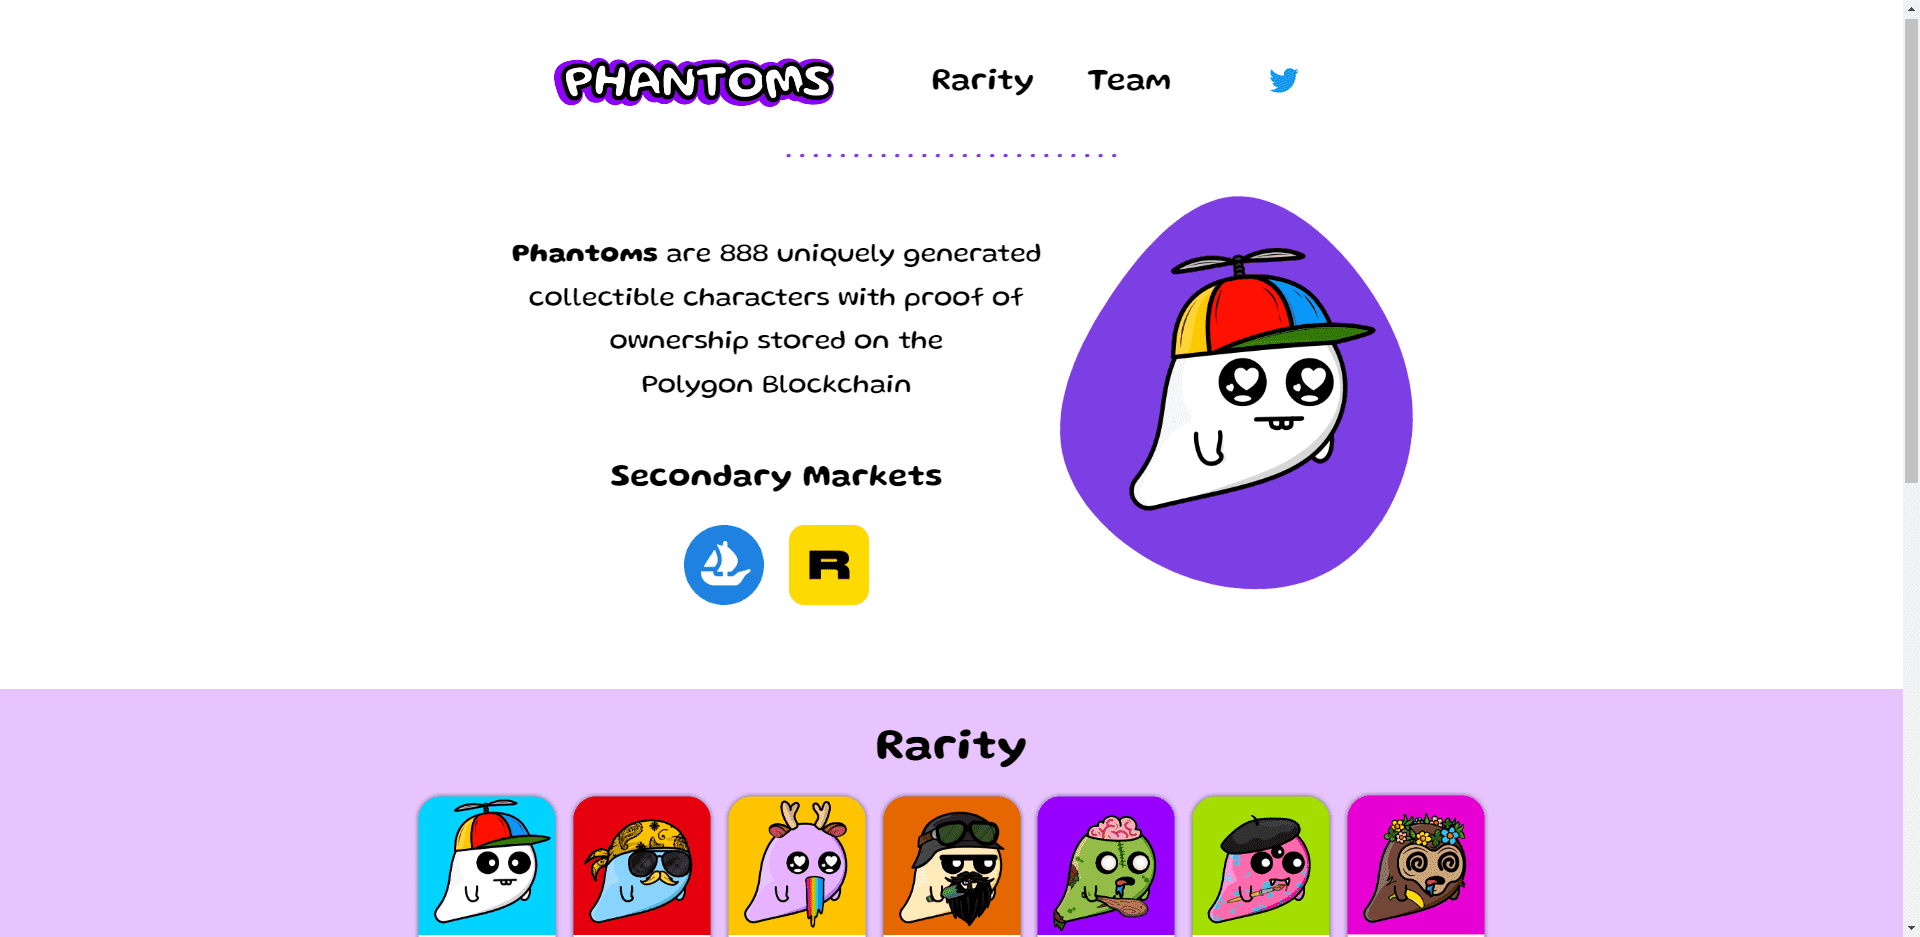 PHANTOMS
Rarity Team
Phantoms are 888 uniquely generated
collectible characters with proof of
ownership stored on the
Polygon Blockchain
Secondary Markets
R
Rarity